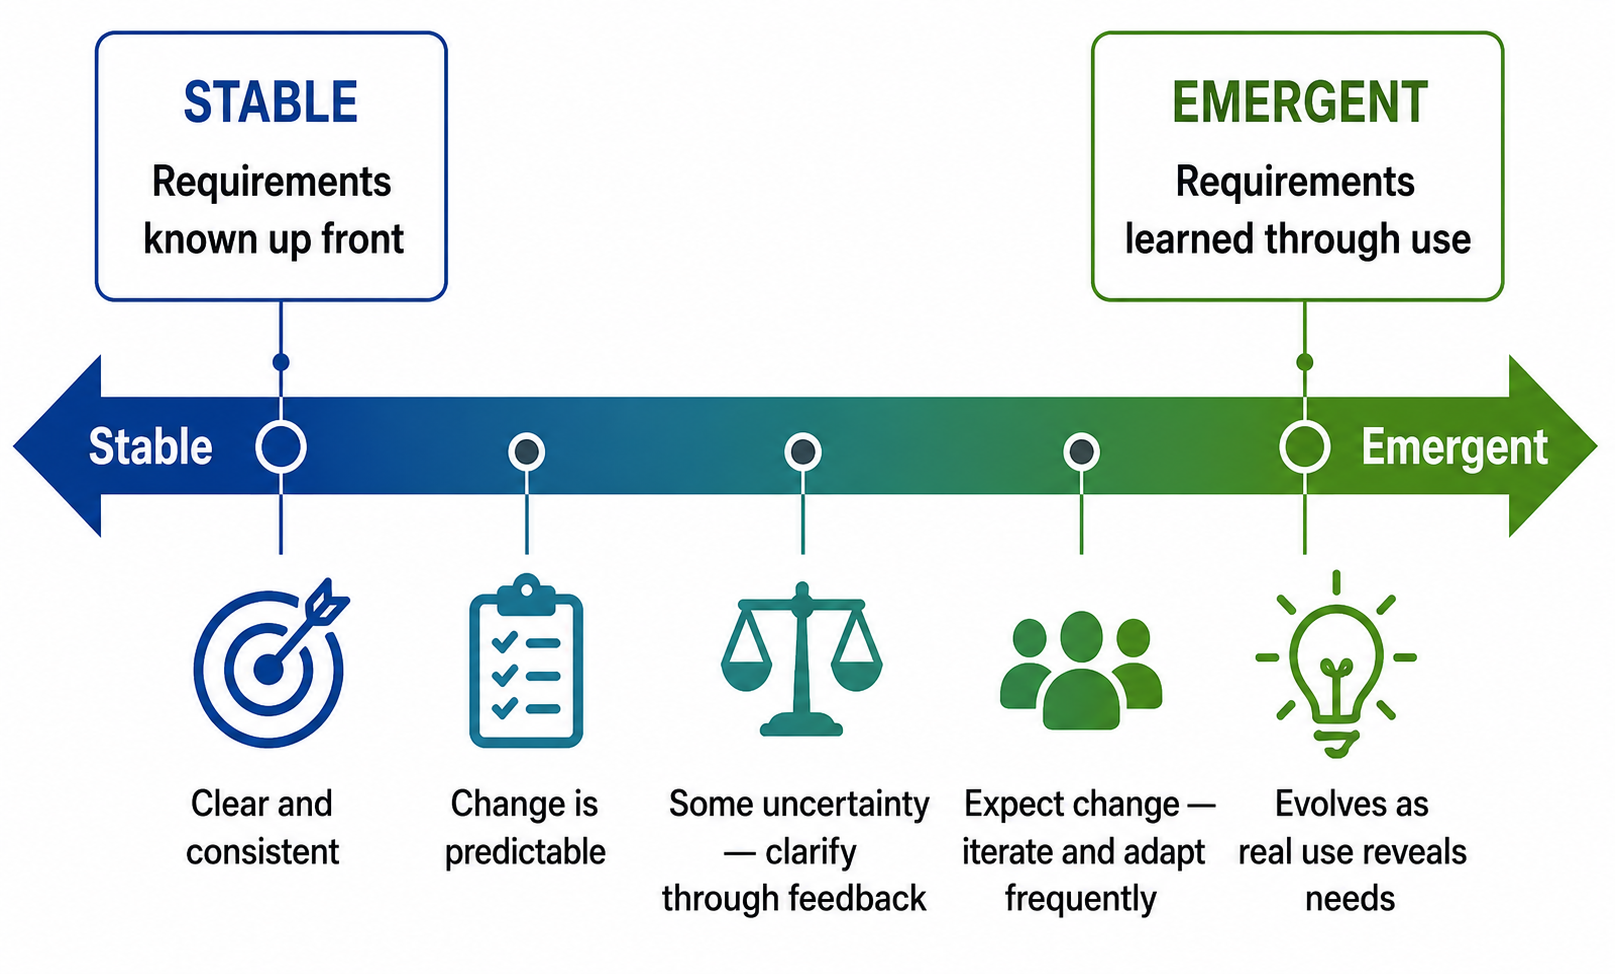 STABLE
Requirements
known up front
EMERGENT
Requirements
learned through use
Stable
Emergent
Clear and
consistent
Change is
predictable
Some uncertainty
— clarify
through feedback
Expect change —
iterate and adapt
frequently
Evolves as
real use reveals
needs